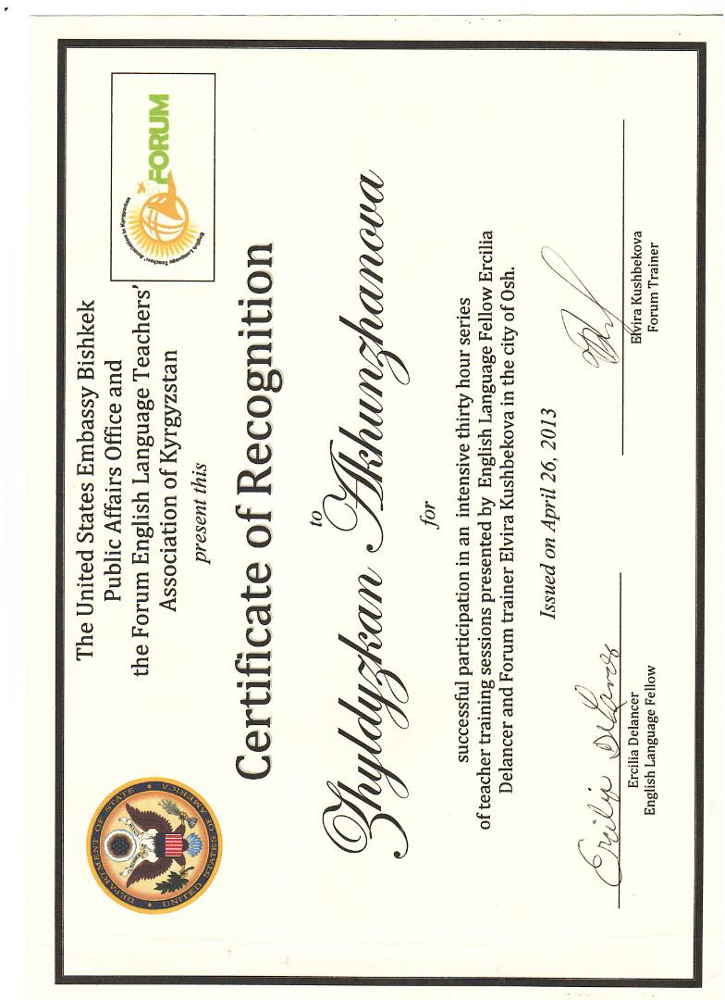 The United States Embassy Bishkek
Public Affairs Office and
the Forum English Language Teachers'
Association of Kyrgyzstan
present this
DEPARTMENT OF STATE
UNITED STATES OF AMERICA
English Language Teachers' Association in Kyrgyzstan
FORUM
Certificate of Recognition
to
Zhyldyzkan Akhunzhanova
for
successful participation in an intensive thirty hour series
of teacher training sessions presented by English Language Fellow Ercilia
Delancer and Forum trainer Elvira Kushbekova in the city of Osh.
Issued on April 26, 2013
Ercilia DeLancer
Ercilia Delancer
English Language Fellow
Elvira Kushbekova
Forum Trainer